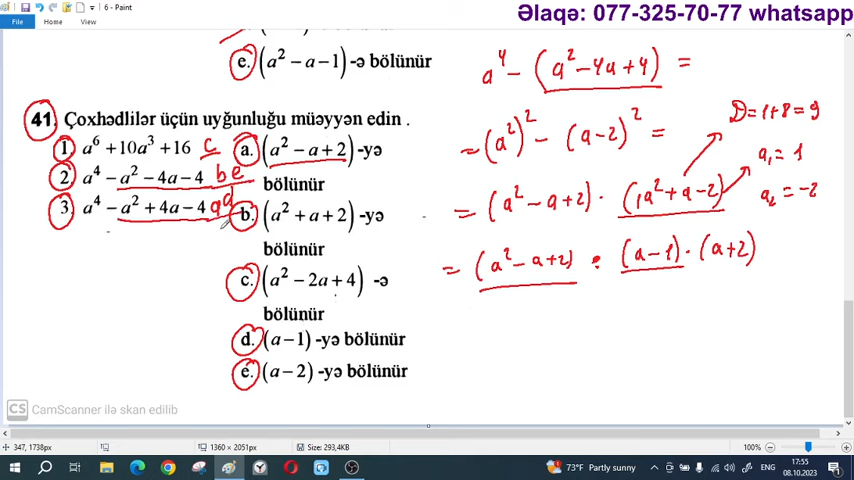 6 - Paint
Əlaqə: 077-325-70-77 whatsapp
File Home View
e. (a² − a − 1) -ə bölünür
a⁴ − (a² − 4a + 4) =
41. Çoxhədlilər üçün uyğunluğu müəyyən edin .
1. a⁶ + 10a³ + 16 c
2. a⁴ − a² − 4a − 4 b e
3. a⁴ − a² + 4a − 4 a d
a. (a² − a + 2) -yə
bölünür
b. (a² + a + 2) -yə
bölünür
c. (a² − 2a + 4) -ə
bölünür
d. (a − 1) -yə bölünür
e. (a − 2) -yə bölünür
= (a²)² − (a − 2)² =
D = 1 + 8 = 9
a₁ = 1
a₂ = −2
= (a² − a + 2) · (1a² + a − 2)
= (a² − a + 2) · (a − 1) · (a + 2)
CS CamScanner ilə skan edilib
347, 1738px 1360 × 2051px Size: 293,4KB 100%
73°F Partly sunny ENG 17:55
08.10.2023